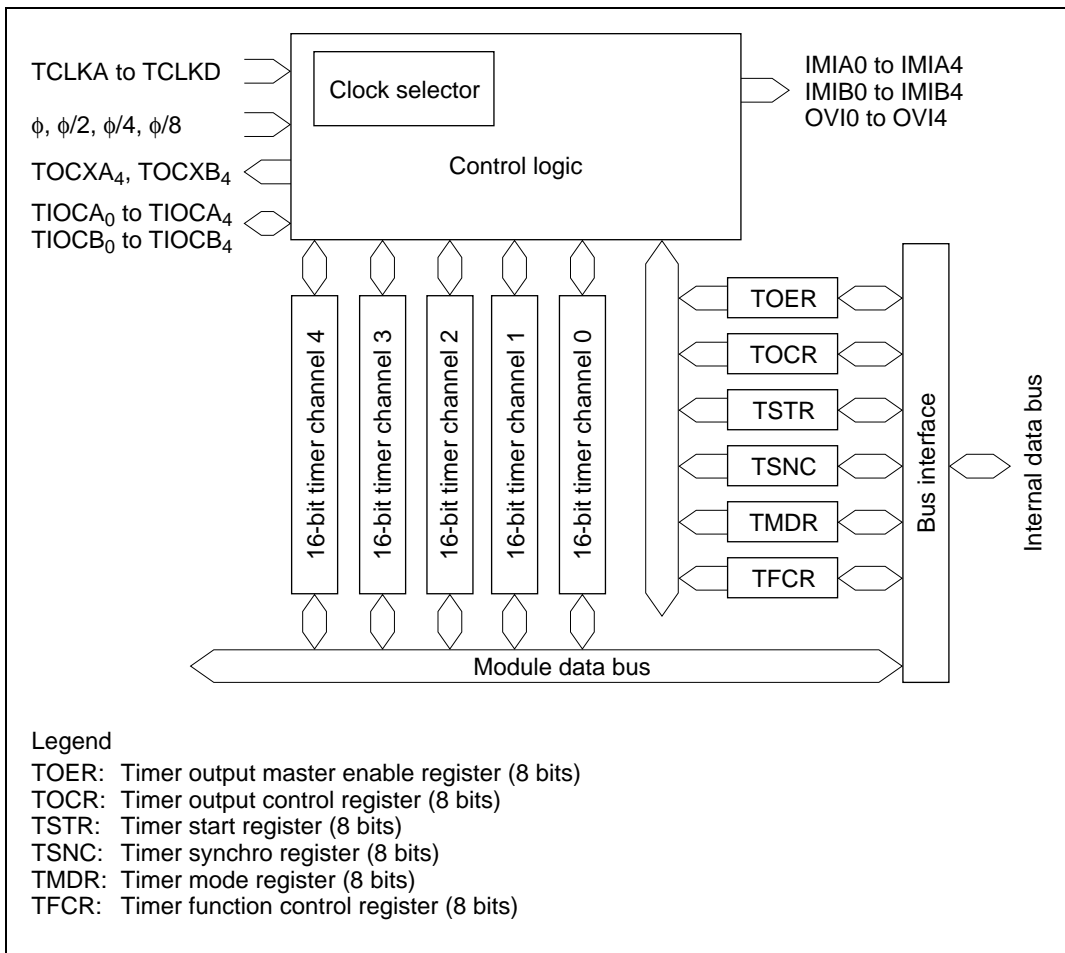 TCLKA to TCLKD
ϕ, ϕ/2, ϕ/4, ϕ/8
TOCXA₄, TOCXB₄
TIOCA₀ to TIOCA₄
TIOCB₀ to TIOCB₄
Clock selector
Control logic
IMIA0 to IMIA4
IMIB0 to IMIB4
OVI0 to OVI4
16-bit timer channel 4
16-bit timer channel 3
16-bit timer channel 2
16-bit timer channel 1
16-bit timer channel 0
TOER
TOCR
TSTR
TSNC
TMDR
TFCR
Bus interface
Internal data bus
Module data bus
Legend
TOER: Timer output master enable register (8 bits)
TOCR: Timer output control register (8 bits)
TSTR: Timer start register (8 bits)
TSNC: Timer synchro register (8 bits)
TMDR: Timer mode register (8 bits)
TFCR: Timer function control register (8 bits)